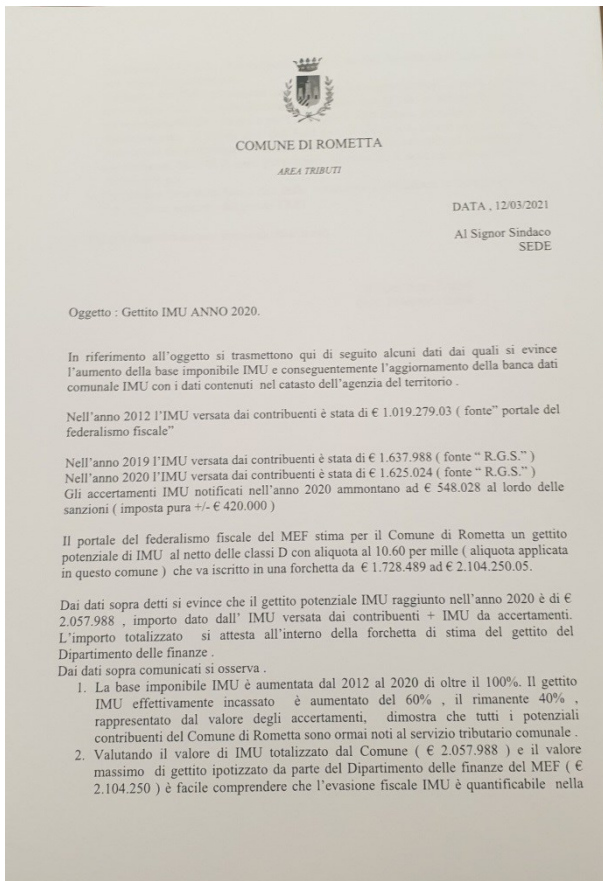 COMUNE DI ROMETTA
AREA TRIBUTI
DATA , 12/03/2021
Al Signor Sindaco
SEDE
Oggetto : Gettito IMU ANNO 2020.
In riferimento all'oggetto si trasmettono qui di seguito alcuni dati dai quali si evince
l'aumento della base imponibile IMU e conseguentemente l'aggiornamento della banca dati
comunale IMU con i dati contenuti nel catasto dell'agenzia del territorio .
Nell'anno 2012 l'IMU versata dai contribuenti è stata di € 1.019.279.03 ( fonte" portale del
federalismo fiscale"
Nell'anno 2019 l'IMU versata dai contribuenti è stata di € 1.637.988 ( fonte " R.G.S." )
Nell'anno 2020 l'IMU versata dai contribuenti è stata di € 1.625.024 ( fonte " R.G.S." )
Gli accertamenti IMU notificati nell'anno 2020 ammontano ad € 548.028 al lordo delle
sanzioni ( imposta pura +/- € 420.000 )
Il portale del federalismo fiscale del MEF stima per il Comune di Rometta un gettito
potenziale di IMU al netto delle classi D con aliquota al 10.60 per mille ( aliquota applicata
in questo comune ) che va iscritto in una forchetta da € 1.728.489 ad € 2.104.250.05.
Dai dati sopra detti si evince che il gettito potenziale IMU raggiunto nell'anno 2020 è di €
2.057.988 , importo dato dall' IMU versata dai contribuenti + IMU da accertamenti.
L'importo totalizzato si attesta all'interno della forchetta di stima del gettito del
Dipartimento delle finanze .
Dai dati sopra comunicati si osserva .
1. La base imponibile IMU è aumentata dal 2012 al 2020 di oltre il 100%. Il gettito
IMU effettivamente incassato è aumentato del 60% , il rimanente 40% ,
rappresentato dal valore degli accertamenti, dimostra che tutti i potenziali
contribuenti del Comune di Rometta sono ormai noti al servizio tributario comunale .
2. Valutando il valore di IMU totalizzato dal Comune ( € 2.057.988 ) e il valore
massimo di gettito ipotizzato da parte del Dipartimento delle finanze del MEF ( €
2.104.250 ) è facile comprendere che l'evasione fiscale IMU è quantificabile nella